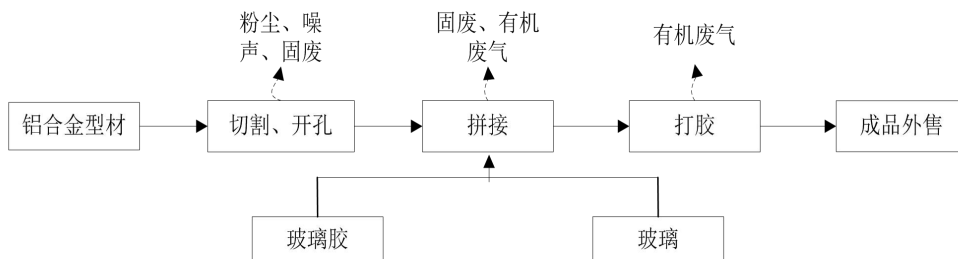 粉尘、噪
声、固废
固废、有机
废气
有机废气
铝合金型材
切割、开孔
拼接
打胶
成品外售
玻璃胶
玻璃